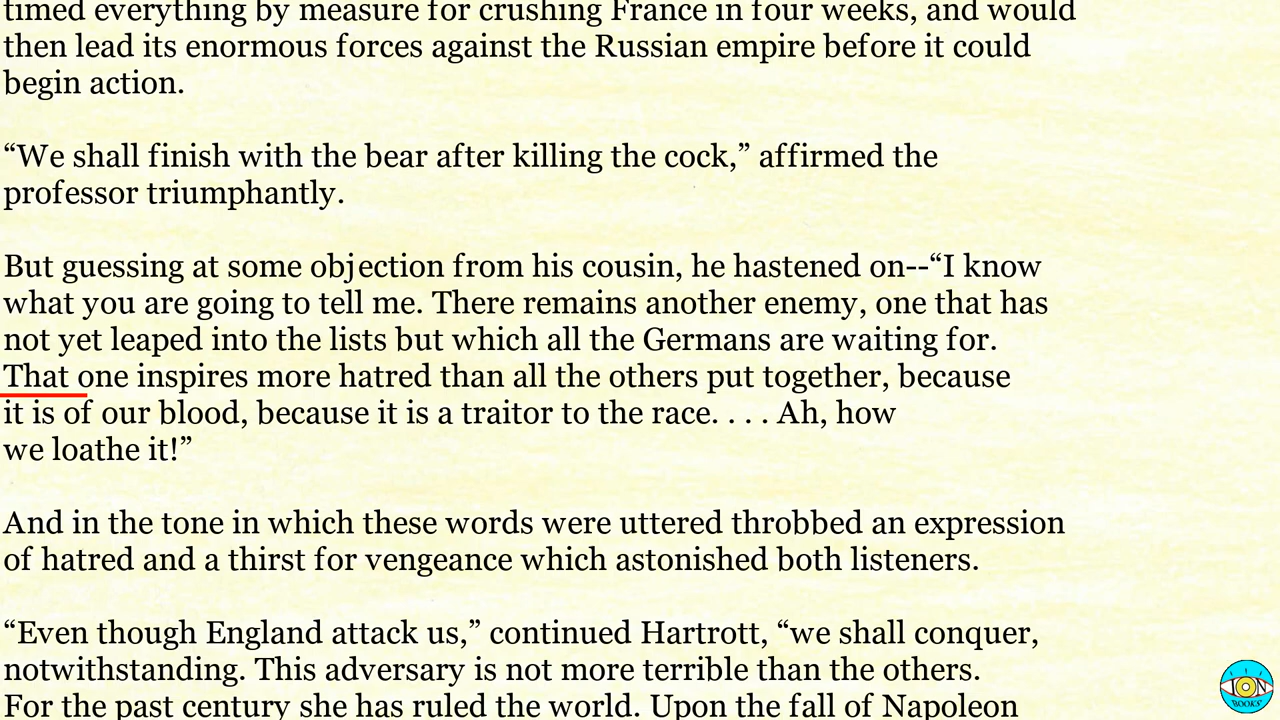 timed everything by measure for crushing France in four weeks, and would
then lead its enormous forces against the Russian empire before it could
begin action.
“We shall finish with the bear after killing the cock,” affirmed the
professor triumphantly.
But guessing at some objection from his cousin, he hastened on--“I know
what you are going to tell me. There remains another enemy, one that has
not yet leaped into the lists but which all the Germans are waiting for.
That one inspires more hatred than all the others put together, because
it is of our blood, because it is a traitor to the race. . . . Ah, how
we loathe it!”
And in the tone in which these words were uttered throbbed an expression
of hatred and a thirst for vengeance which astonished both listeners.
“Even though England attack us,” continued Hartrott, “we shall conquer,
notwithstanding. This adversary is not more terrible than the others.
For the past century she has ruled the world. Upon the fall of Napoleon
ION
BOOKS